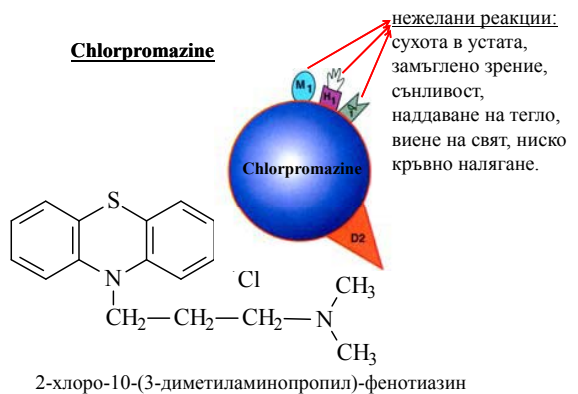 Chlorpromazine
нежелани реакции:
сухота в устата,
замъглено зрение,
сънливост,
наддаване на тегло,
виене на свят, ниско
кръвно налягане.
M1
H1
Chlorpromazine
D2
S
N
Cl
CH3
CH2—CH2—CH2—N
CH3
2-хлоро-10-(3-диметиламинопропил)-фенотиазин